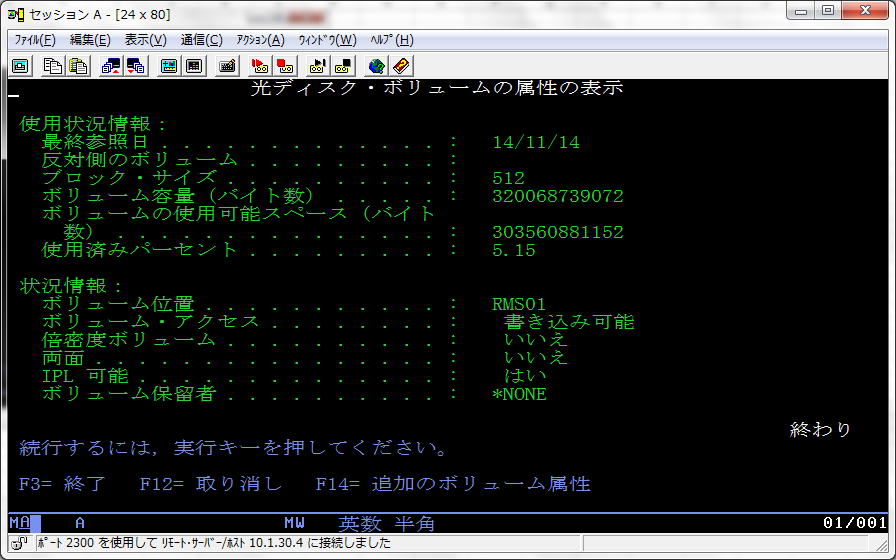 セッション A - [24 x 80]
ﾌｧｲﾙ(F) 編集(E) 表示(V) 通信(C) ｱｸｼｮﾝ(A) ｳｨﾝﾄﾞｳ(W) ﾍﾙﾌﾟ(H)
光ディスク・ボリュームの属性の表示
使用状況情報 :
最終参照日 . . . . . . . . . . . . . : 14/11/14
反対側のボリューム . . . . . . . . . :
ブロック・サイズ . . . . . . . . . . : 512
ボリューム容量 (バイト数) . . . . . : 320068739072
ボリュームの使用可能スペース (バイト
数) . . . . . . . . . . . . . . . : 303560881152
使用済みパーセント . . . . . . . . . : 5.15
状況情報 :
ボリューム位置 . . . . . . . . . . . : RMS01
ボリューム・アクセス . . . . . . . . : 書き込み可能
倍密度ボリューム . . . . . . . . . . : いいえ
両面 . . . . . . . . . . . . . . . . : いいえ
IPL 可能 . . . . . . . . . . . . . . : はい
ボリューム保留者 . . . . . . . . . . : *NONE
終わり
続行するには, 実行キーを押してください。
F3= 終了 F12= 取り消し F14= 追加のボリューム属性
MA A MW 英数 半角 01/001
ﾎﾟｰﾄ 2300 を使用して ﾘﾓｰﾄ･ｻｰﾊﾞｰ/ﾎｽﾄ 10.1.30.4 に接続しました